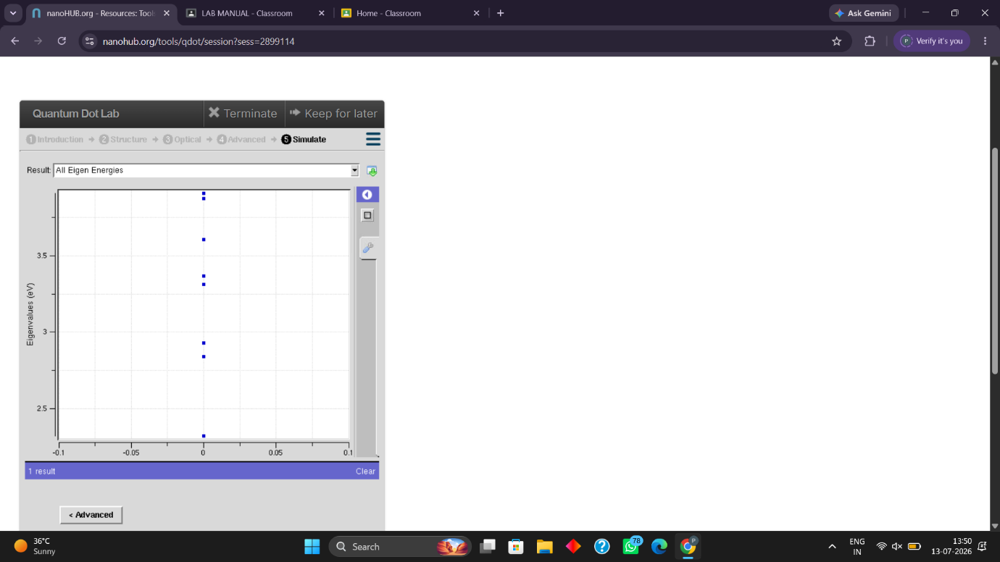 nanoHUB.org - Resources: Tool
LAB MANUAL - Classroom
Home - Classroom
Ask Gemini
nanohub.org/tools/qdot/session?sess=2899114
P Verify it's you
Quantum Dot Lab
Terminate
Keep for later
1 Introduction → 2 Structure → 3 Optical → 4 Advanced → 5 Simulate
Result: All Eigen Energies
Eigenvalues (eV)
3.5
3
2.5
-0.1 -0.05 0 0.05 0.1
1 result Clear
< Advanced
36°C
Sunny
Search
78
P
ENG
IN
13:50
13-07-2026